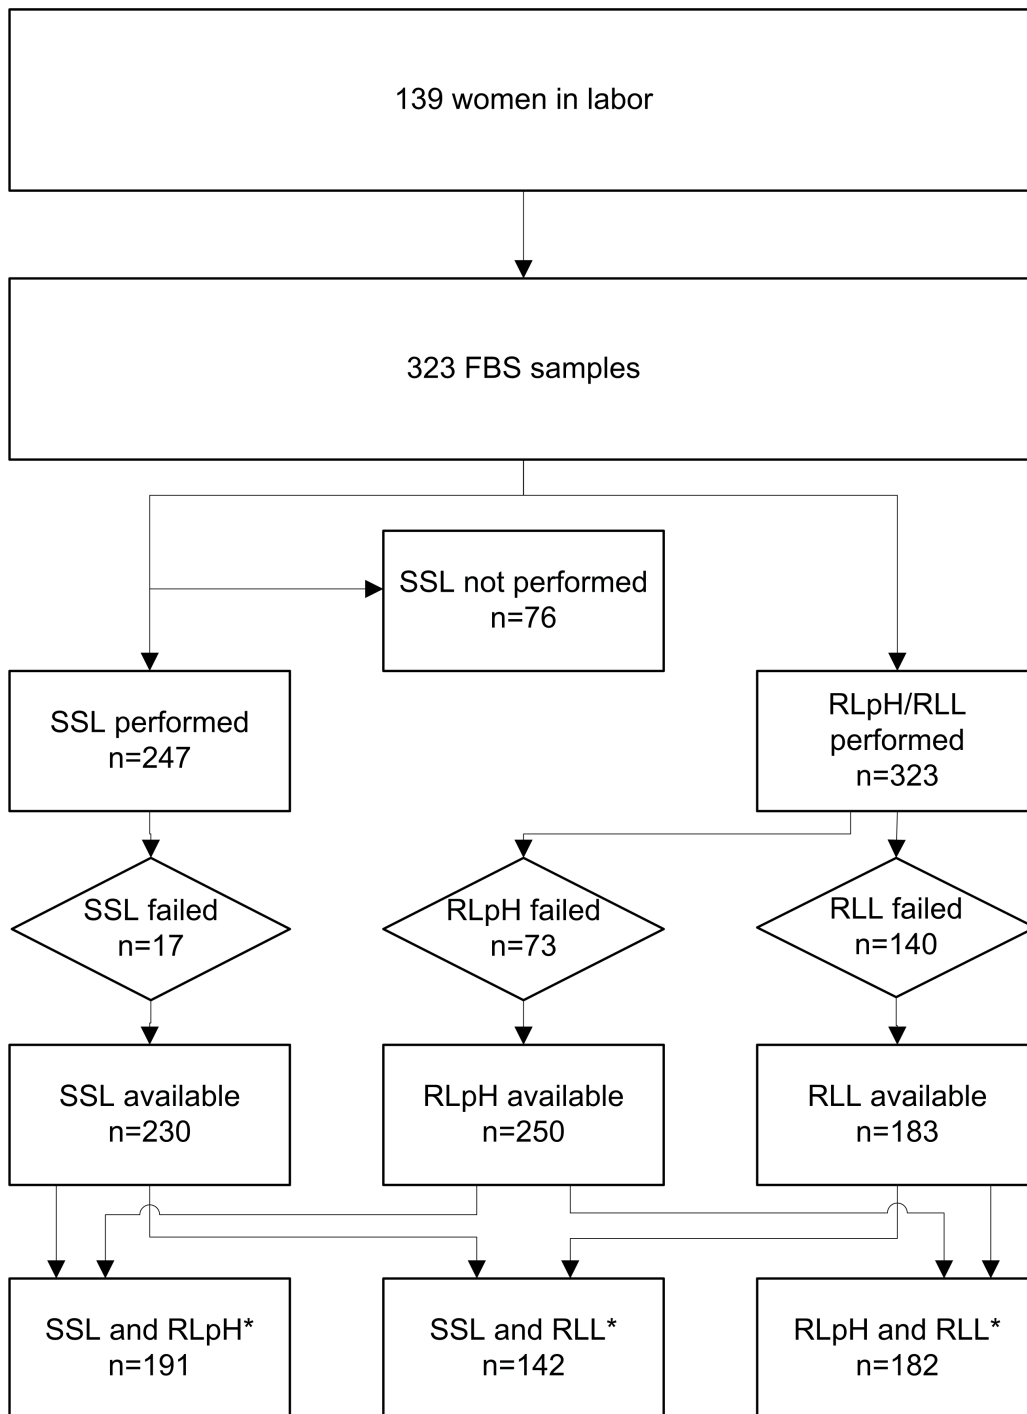 139 women in labor
323 FBS samples
SSL not performed
n=76
SSL performed
n=247
RLpH/RLL
performed
n=323
SSL failed
n=17
RLpH failed
n=73
RLL failed
n=140
SSL available
n=230
RLpH available
n=250
RLL available
n=183
SSL and RLpH*
n=191
SSL and RLL*
n=142
RLpH and RLL*
n=182